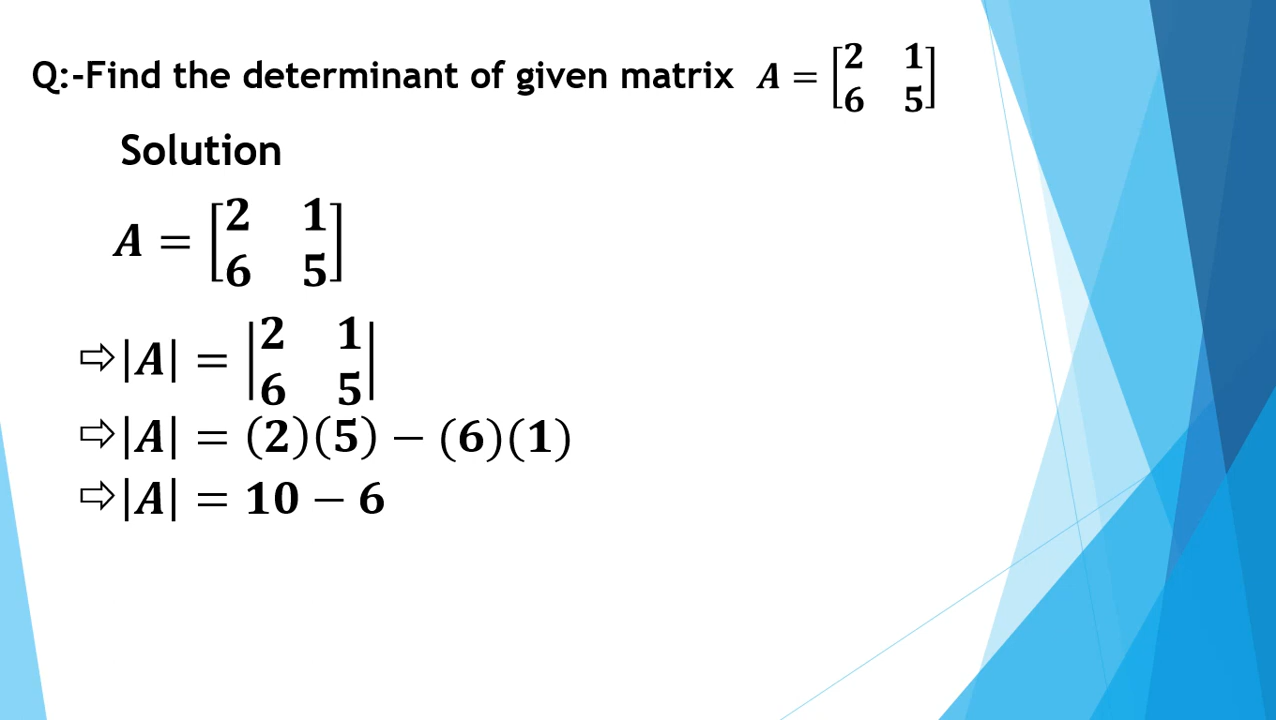 Q:-Find the determinant of given matrix A = [2 1
6 5]
Solution
A = [2 1
6 5]
⇨|A| = |2 1
6 5|
⇨|A| = (2)(5) − (6)(1)
⇨|A| = 10 − 6